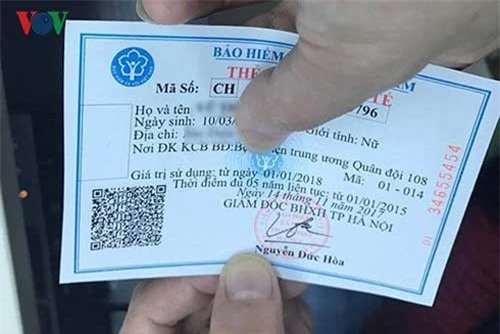 VOV
BẢO HIỂM
THẺ TẾ
Mã Số: CH 796
Họ và tên
Ngày sinh: 10/03 Giới tính: Nữ
Địa chỉ:
Nơi ĐK KCB BĐ: trung ương Quân đội 108
Giá trị sử dụng: từ ngày 01/01/2018 Mã: 01 - 014
Thời điểm đủ 05 năm liên tục: từ 01/01/2015
Ngày 14 tháng 11 năm 2017
GIÁM ĐỐC BHXH TP HÀ NỘI
Nguyễn Đức Hòa
01 34655454